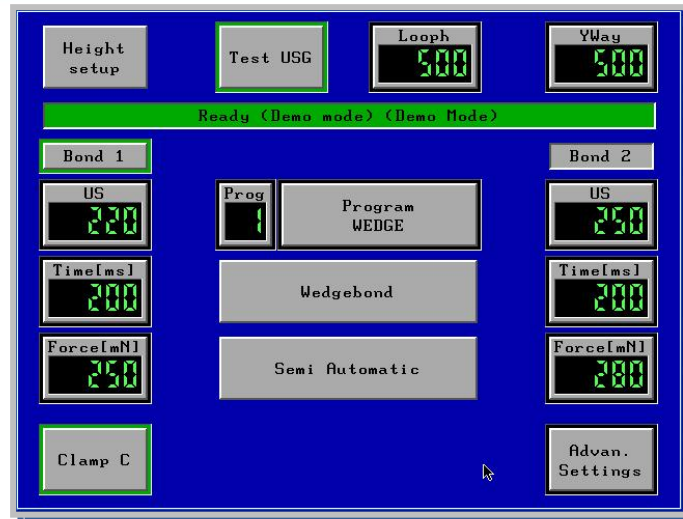 Height
setup
Test USG
Looph
500
YWay
500
Ready (Demo mode) (Demo Mode)
Bond 1
Bond 2
US
220
Prog
1
Program
WEDGE
US
250
Time[ms]
200
Wedgebond
Time[ms]
200
Force[mN]
250
Semi Automatic
Force[mN]
280
Clamp C
Advan.
Settings